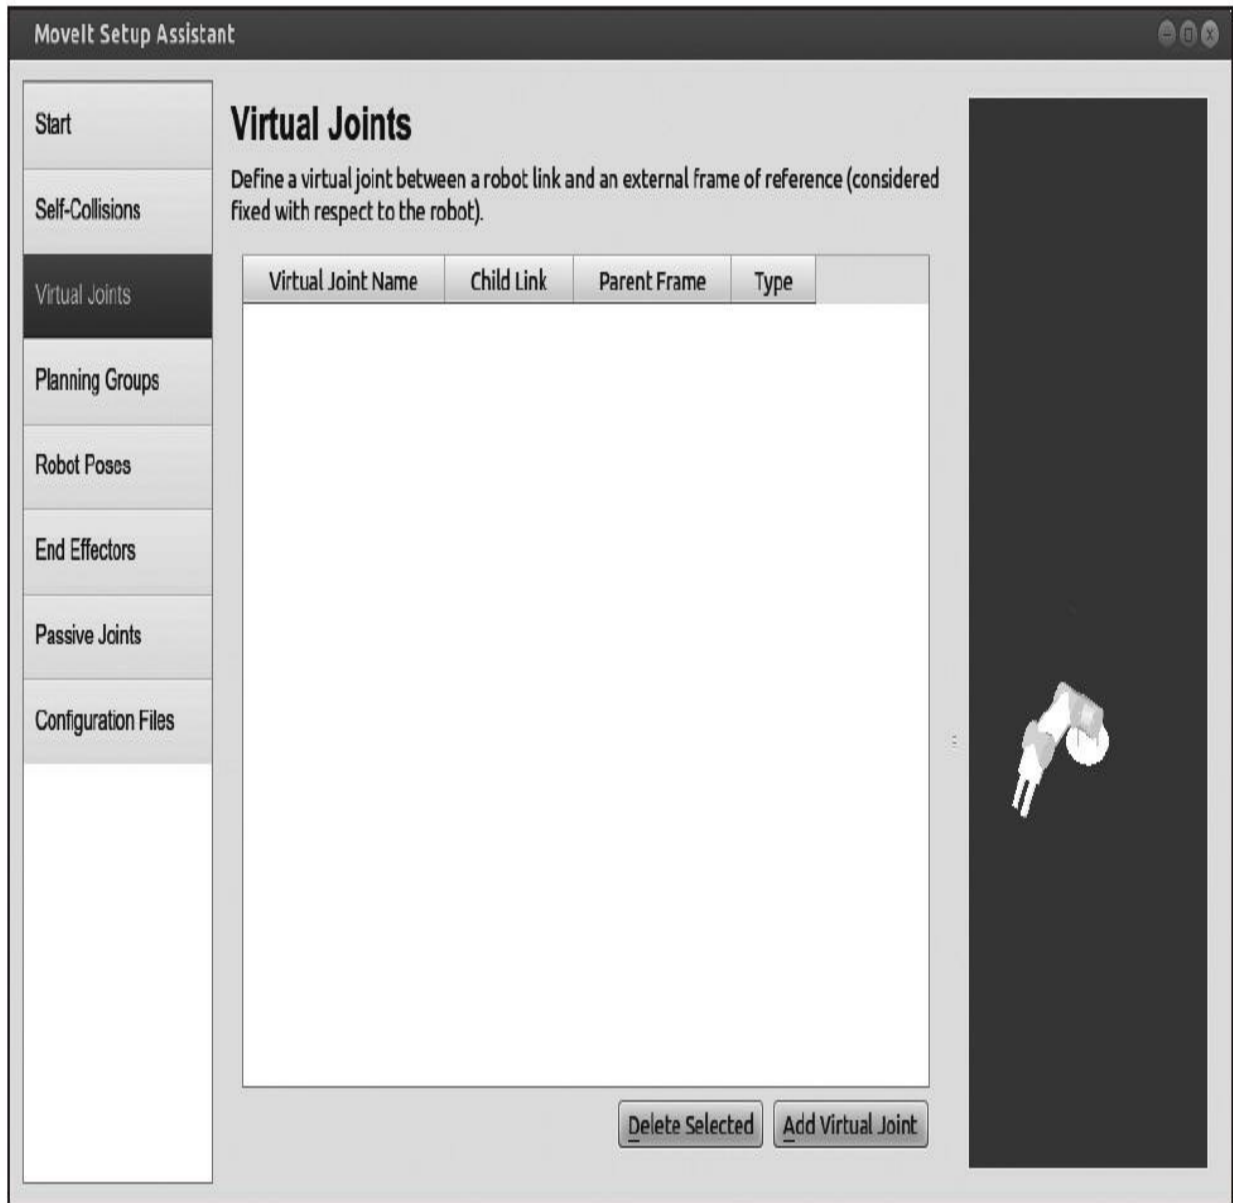 MoveIt Setup Assistant
Start
Self-Collisions
Virtual Joints
Planning Groups
Robot Poses
End Effectors
Passive Joints
Configuration Files
Virtual Joints
Define a virtual joint between a robot link and an external frame of reference (considered
fixed with respect to the robot).
Virtual Joint Name Child Link Parent Frame Type
Delete Selected Add Virtual Joint